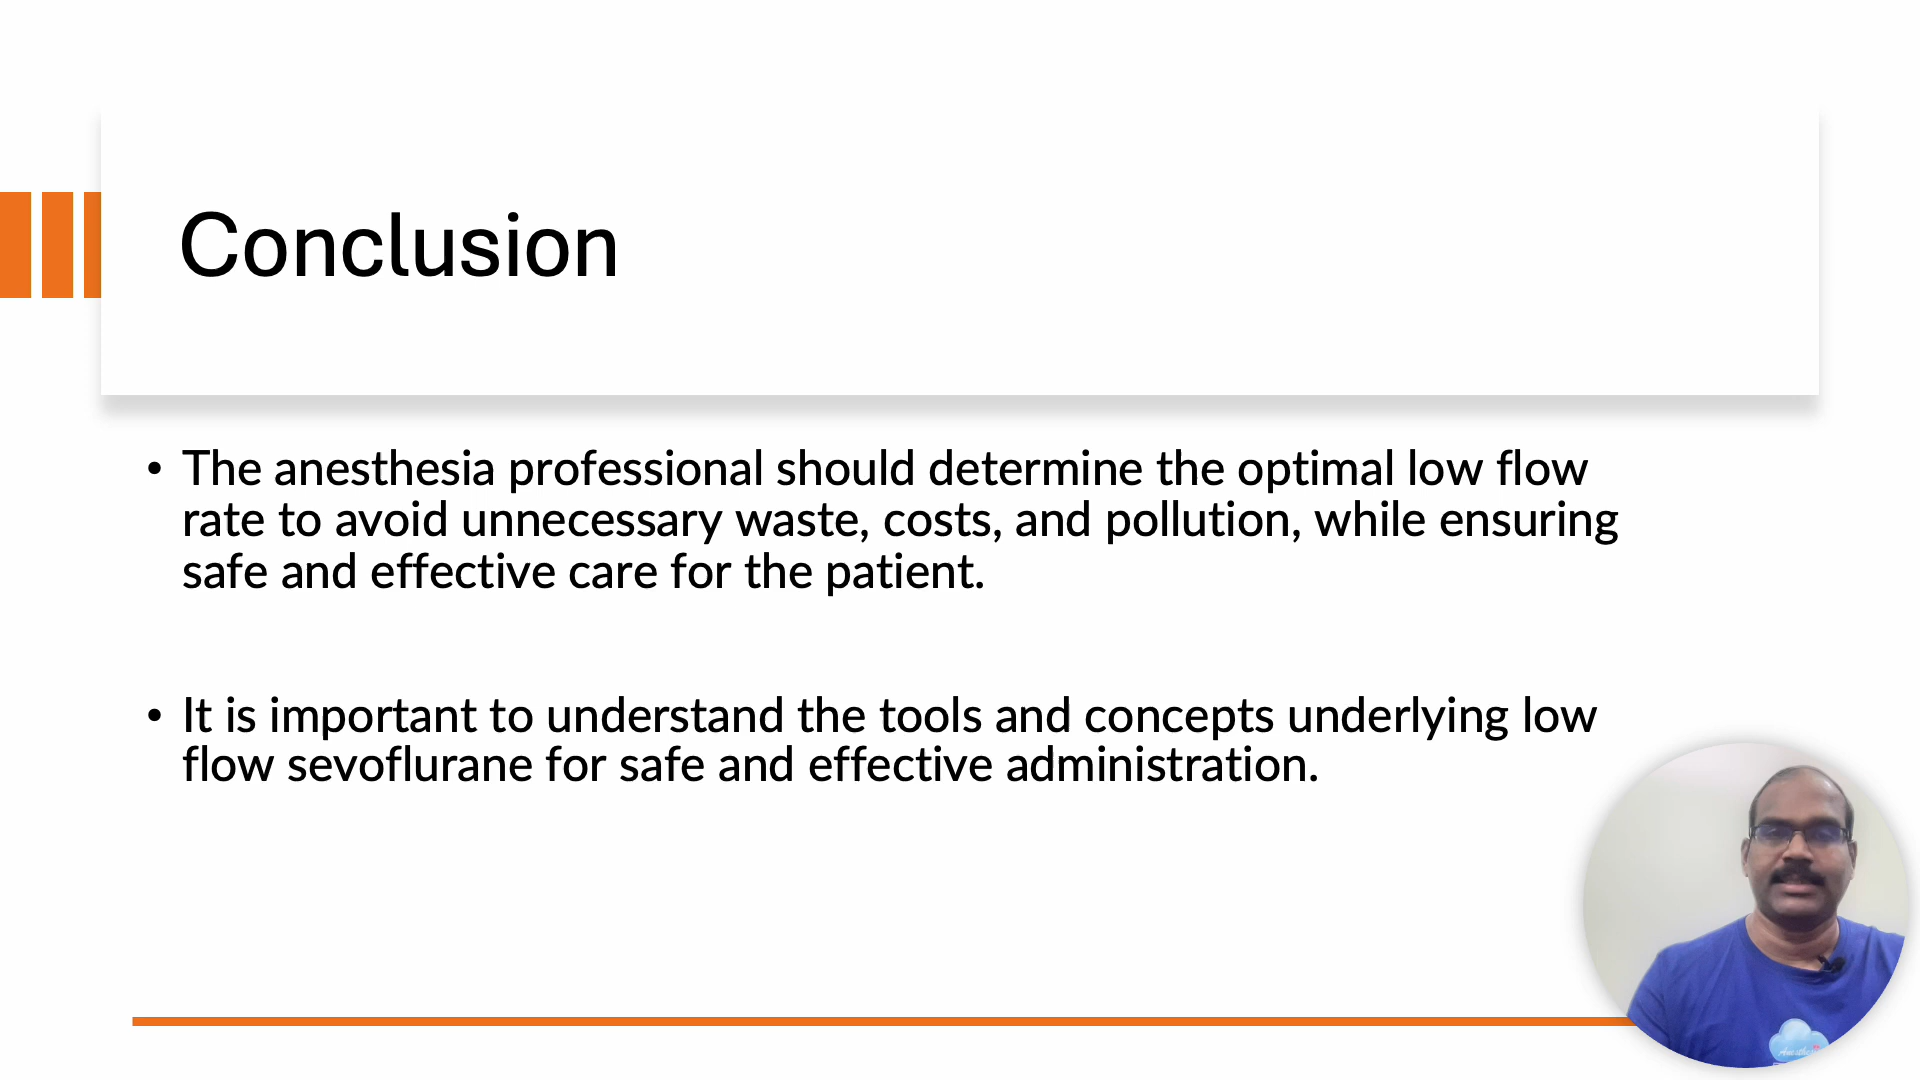 Conclusion
• The anesthesia professional should determine the optimal low flow
rate to avoid unnecessary waste, costs, and pollution, while ensuring
safe and effective care for the patient.
• It is important to understand the tools and concepts underlying low
flow sevoflurane for safe and effective administration.